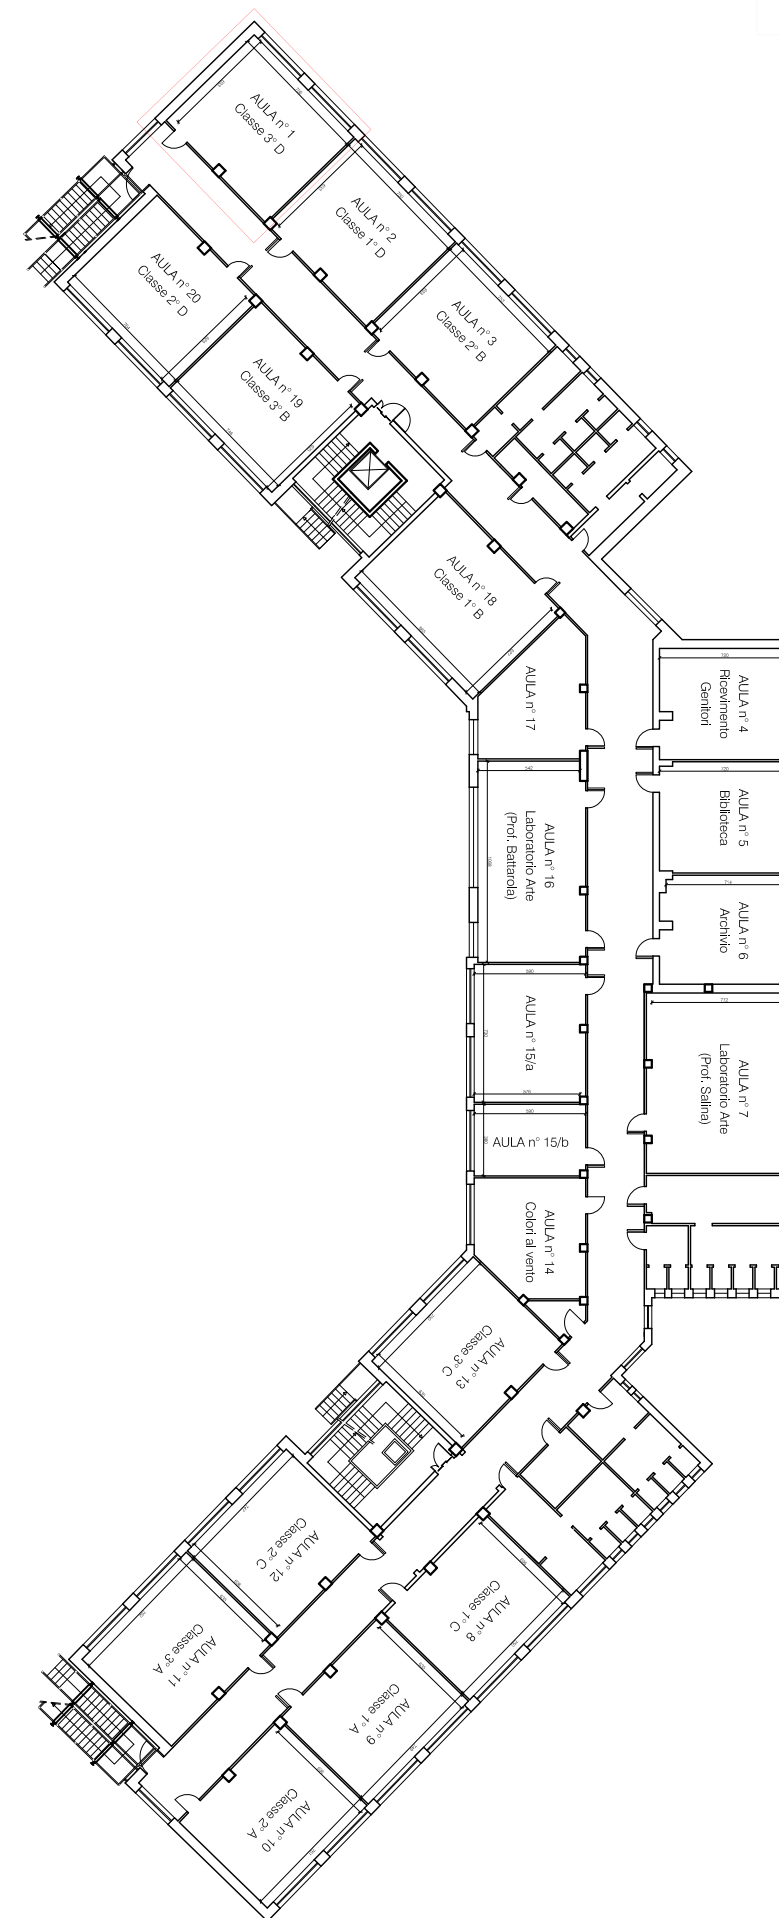 AULA n° 1
Classe 3° D
AULA n° 2
Classe 1° D
AULA n° 3
Classe 2° B
AULA n° 20
Classe 2° D
AULA n° 19
Classe 3° B
AULA n° 18
Classe 1° B
AULA n° 17
AULA n° 4
Ricevimento
Genitori
AULA n° 5
Biblioteca
AULA n° 16
Laboratorio Arte
(Prof. Battarola)
AULA n° 6
Archivio
AULA n° 15/a
AULA n° 7
Laboratorio Arte
(Prof. Salina)
AULA n° 15/b
AULA n° 14
Colori al vento
AULA n° 13
Classe 3° C
AULA n° 12
Classe 2° C
AULA n° 8
Classe 1° C
AULA n° 11
Classe 3° A
AULA n° 9
Classe 1° A
AULA n° 10
Classe 2° A